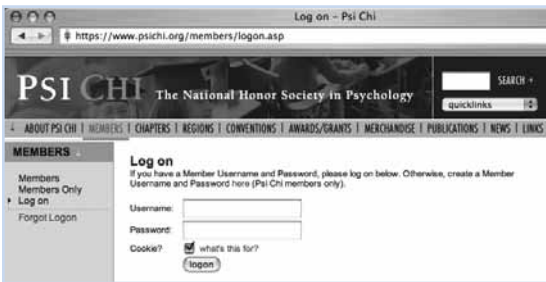 Log on – Psi Chi
https://www.psichi.org/members/logon.asp
PSI CHI The National Honor Society in Psychology
SEARCH
quicklinks
ABOUT PSI CHI | MEMBERS | CHAPTERS | REGIONS | CONVENTIONS | AWARDS/GRANTS | MERCHANDISE | PUBLICATIONS | NEWS | LINKS
MEMBERS
Members
Members Only
Log on
Forgot Logon
Log on
If you have a Member Username and Password, please log on below. Otherwise, create a Member
Username and Password here (Psi Chi members only).
Username:
Password:
Cookie? what's this for?
logon